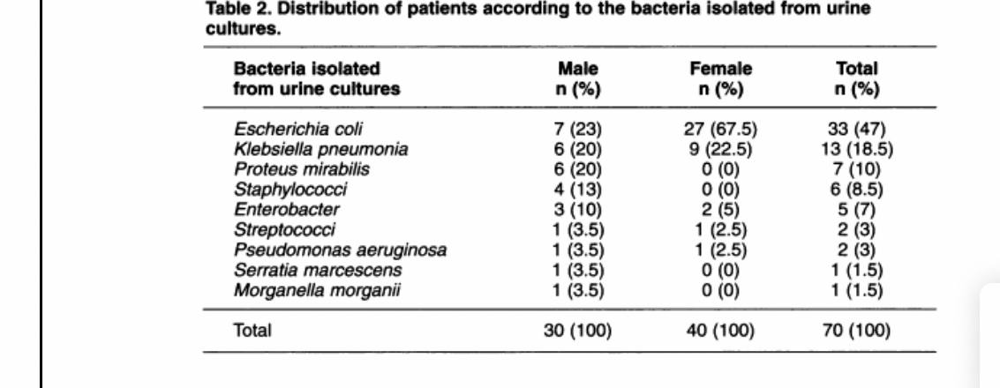 Table 2. Distribution of patients according to the bacteria isolated from urine
cultures.
Bacteria isolated Male Female Total
from urine cultures n (%) n (%) n (%)
Escherichia coli 7 (23) 27 (67.5) 33 (47)
Klebsiella pneumonia 6 (20) 9 (22.5) 13 (18.5)
Proteus mirabilis 6 (20) 0 (0) 7 (10)
Staphylococci 4 (13) 0 (0) 6 (8.5)
Enterobacter 3 (10) 2 (5) 5 (7)
Streptococci 1 (3.5) 1 (2.5) 2 (3)
Pseudomonas aeruginosa 1 (3.5) 1 (2.5) 2 (3)
Serratia marcescens 1 (3.5) 0 (0) 1 (1.5)
Morganella morganii 1 (3.5) 0 (0) 1 (1.5)
Total 30 (100) 40 (100) 70 (100)